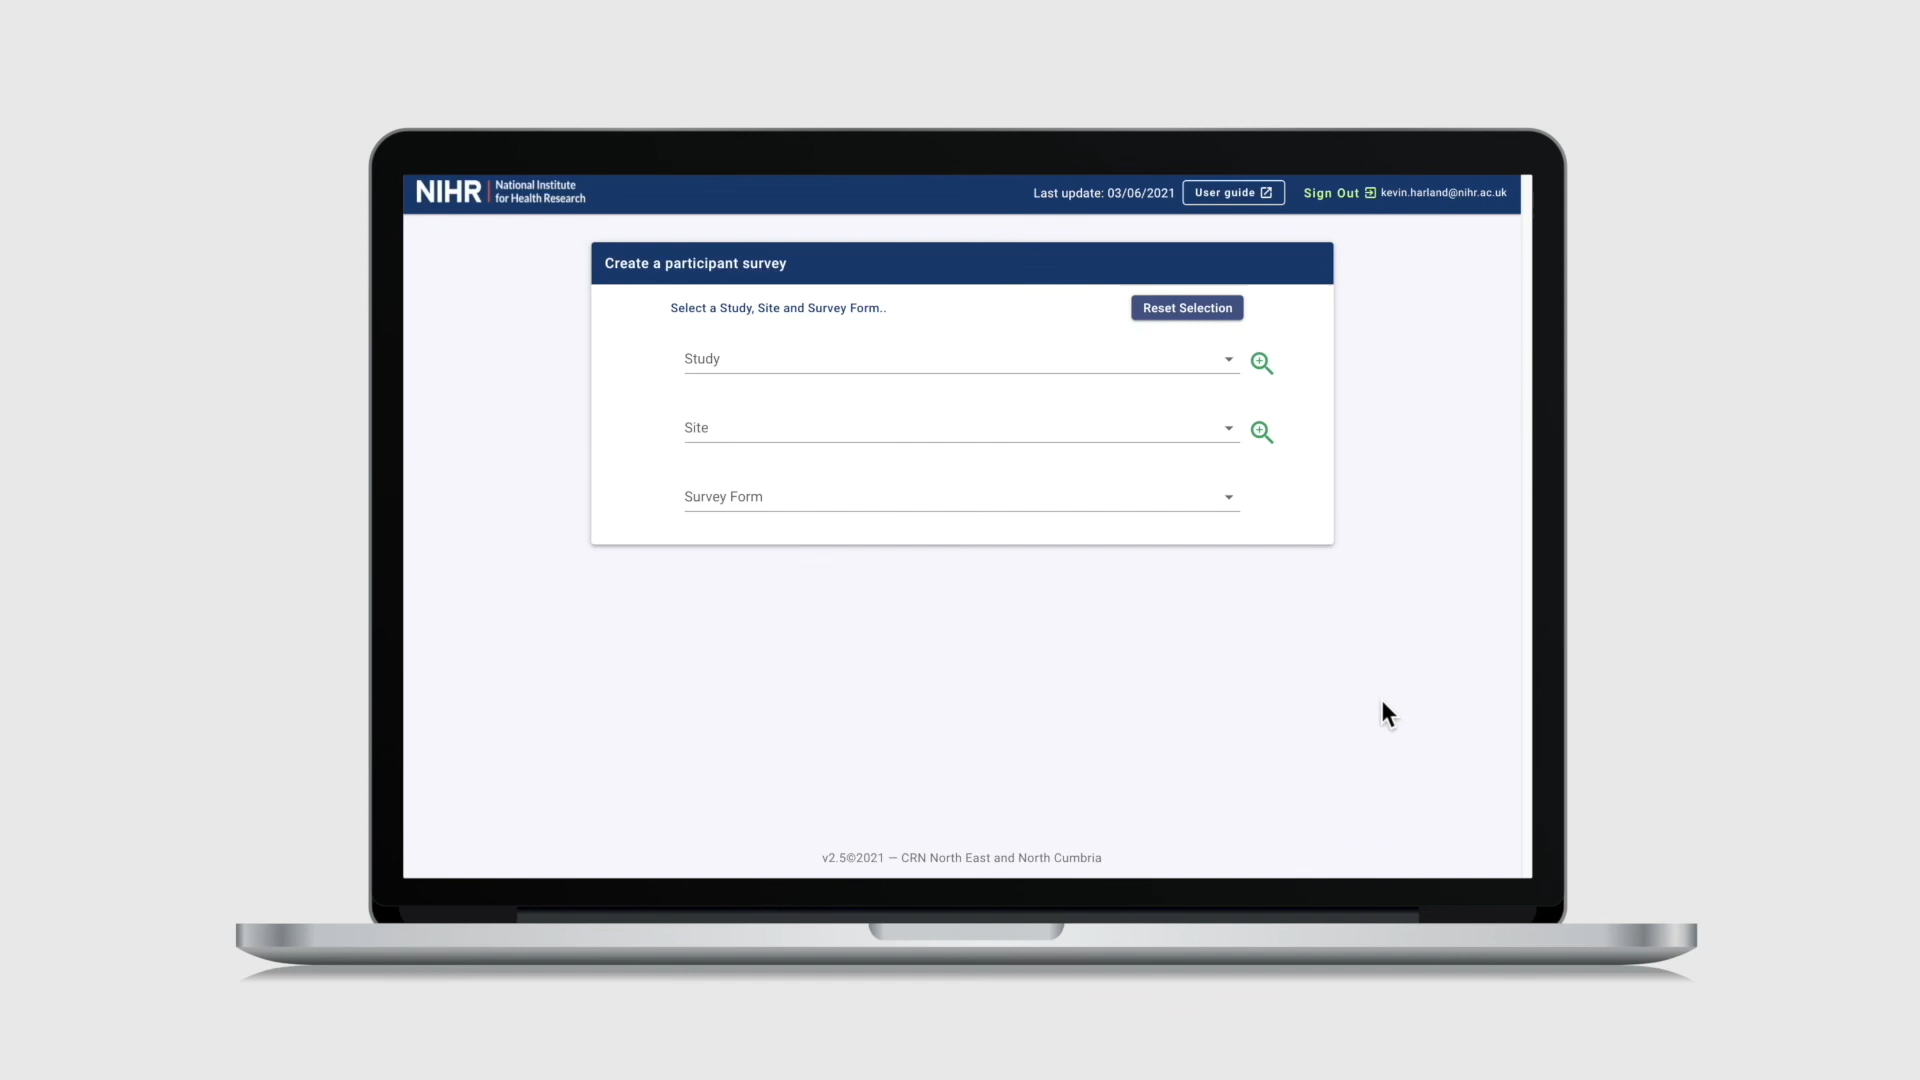 NIHR | National Institute
for Health Research
Last update: 03/06/2021
User guide
Sign Out
kevin.harland@nihr.ac.uk
Create a participant survey
Select a Study, Site and Survey Form..
Reset Selection
Study
Site
Survey Form
v2.5©2021 — CRN North East and North Cumbria